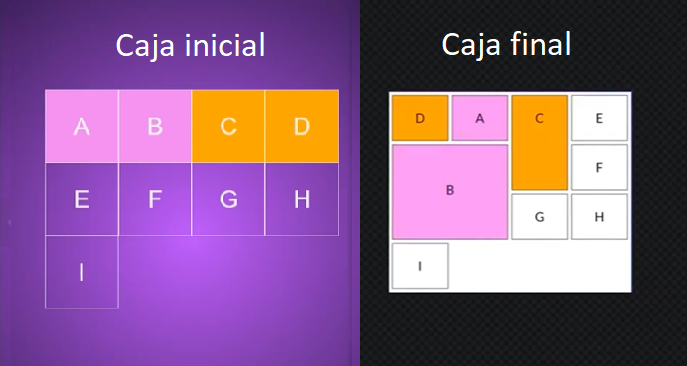 Caja inicial
A B C D
E F G H
I
Caja final
D A C E
F
B
G H
I